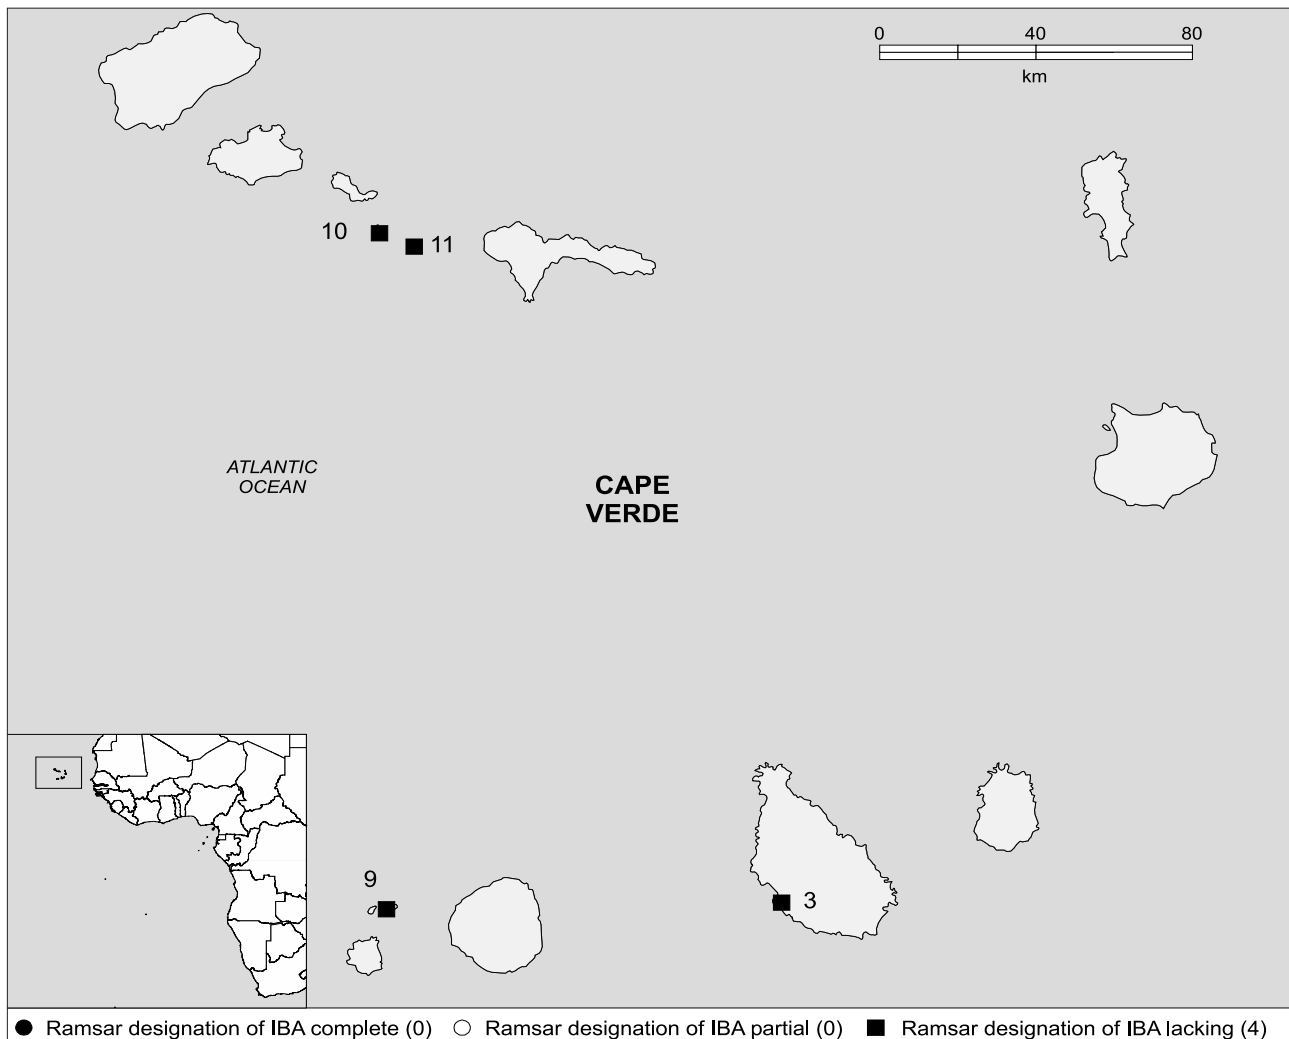 0 40 80
km
10
11
ATLANTIC
OCEAN
CAPE
VERDE
9
3
Ramsar designation of IBA complete (0) Ramsar designation of IBA partial (0) Ramsar designation of IBA lacking (4)